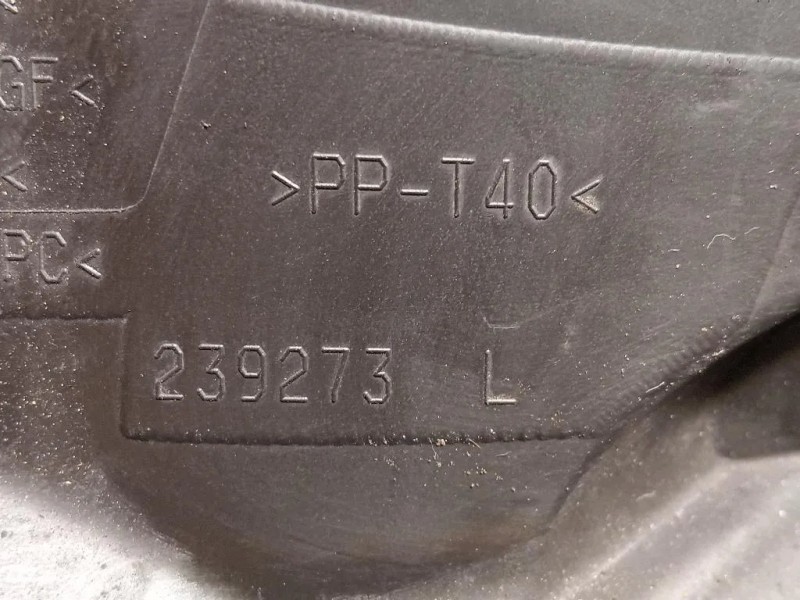 GF<
<
PC<
>PP-T40<
239273 L